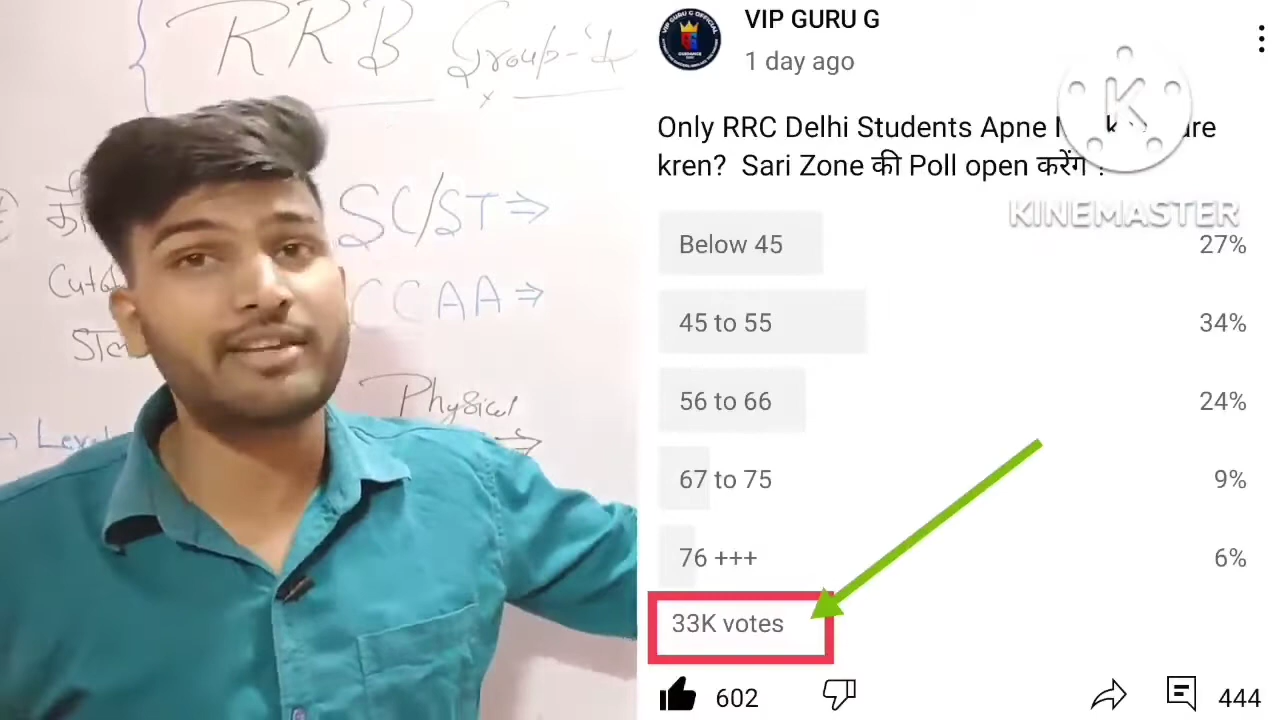 RRB Group-'d
SC/ST ⇒
CCAA ⇒
Physical
VIP GURU G
1 day ago
Only RRC Delhi Students Apne
kren? Sari Zone की Poll open करेंगे ?
KINEMASTER
Below 45 27%
45 to 55 34%
56 to 66 24%
67 to 75 9%
76 +++ 6%
33K votes
602
444